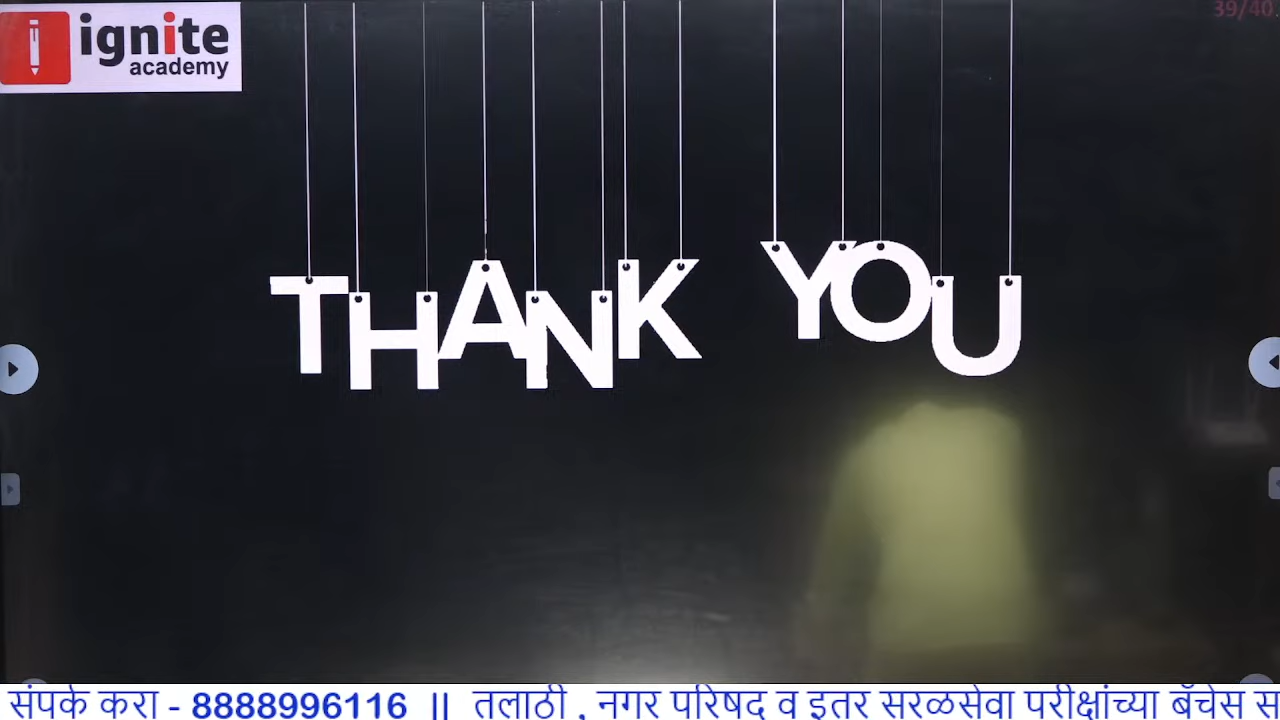 ignite
academy
39/40
THANK YOU
संपर्क करा - 8888996116 || तलाठी , नगर परिषद व इतर सरळसेवा परीक्षांच्या बॅचेस स